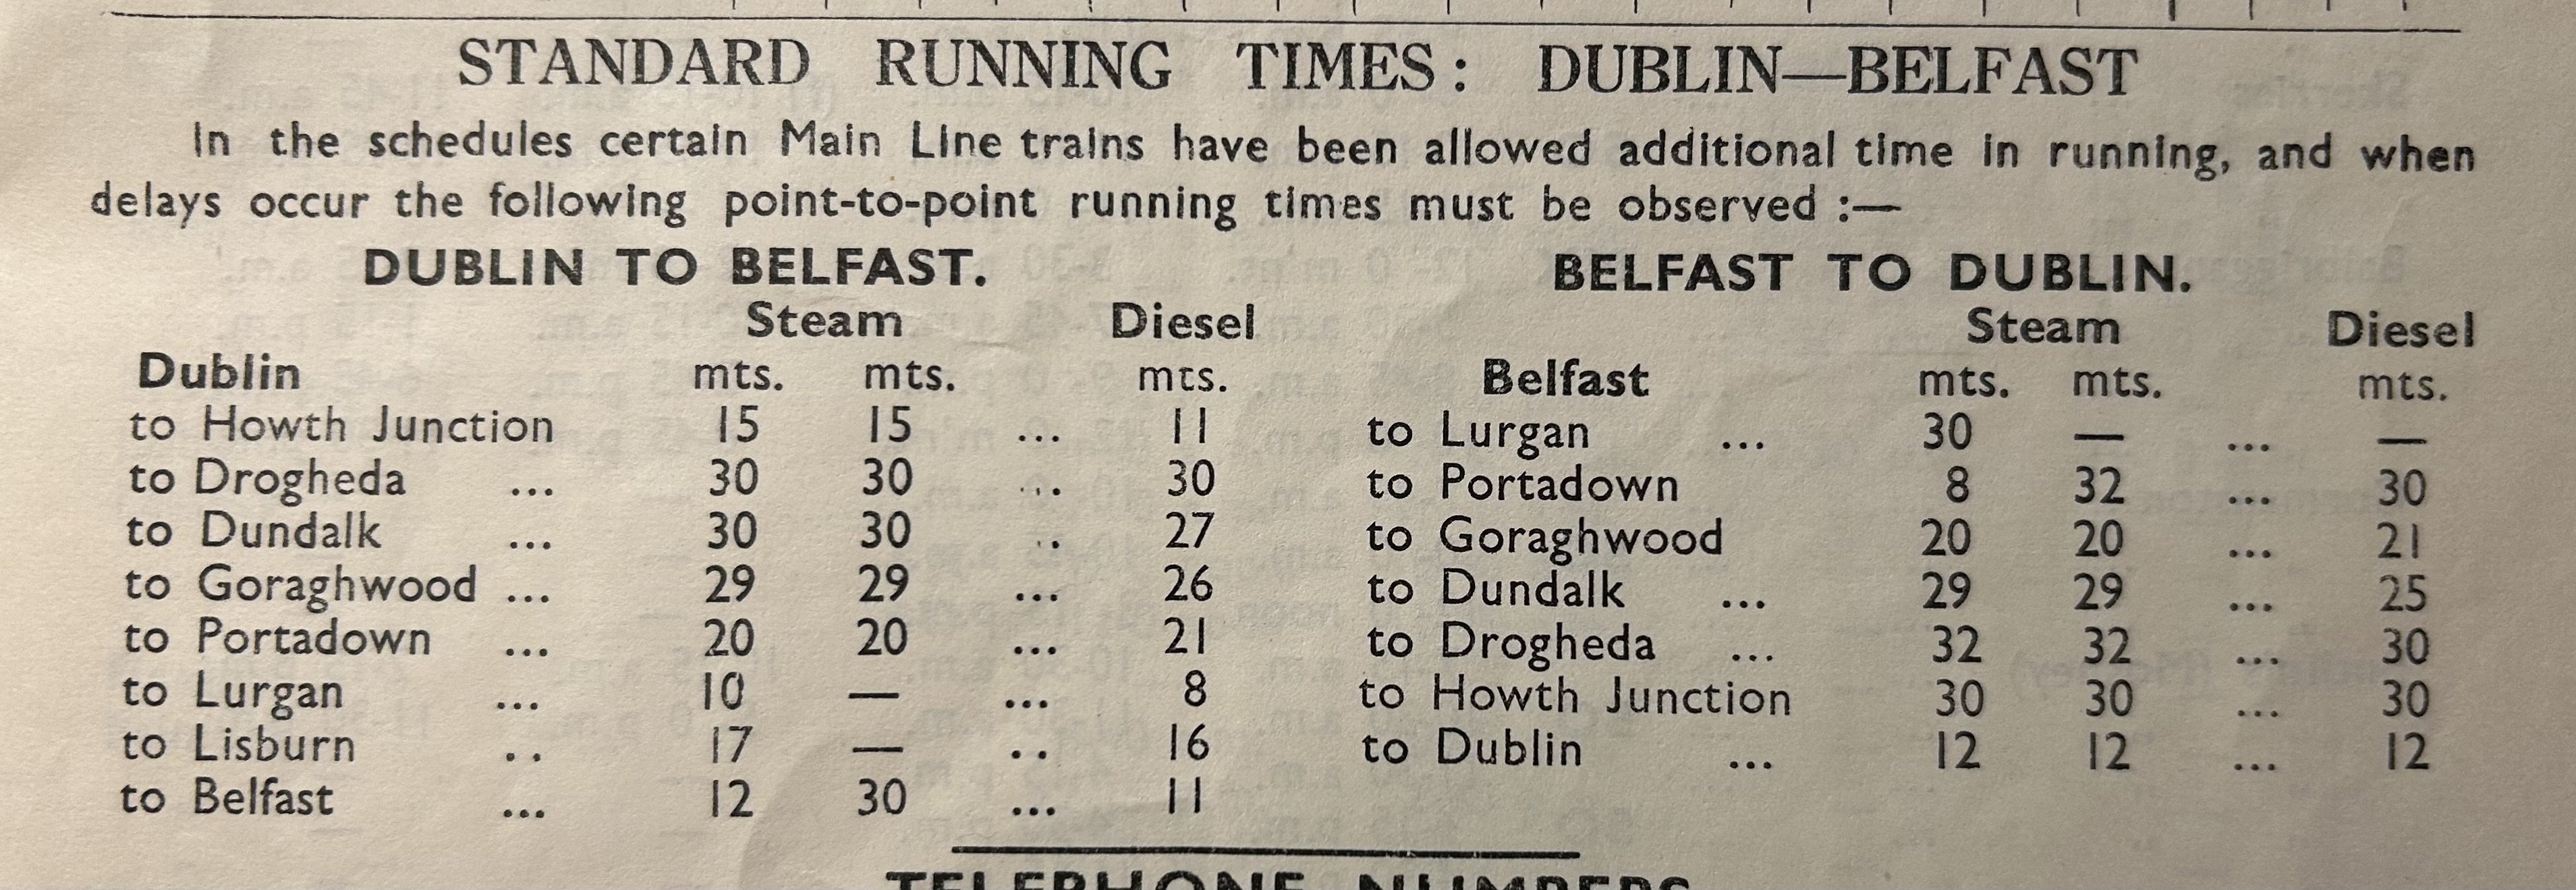 STANDARD RUNNING TIMES: DUBLIN—BELFAST
In the schedules certain Main Line trains have been allowed additional time in running, and when
delays occur the following point-to-point running times must be observed :—
DUBLIN TO BELFAST.
Steam Diesel
Dublin mts. mts. mts.
to Howth Junction 15 15 ... 11
to Drogheda ... 30 30 ... 30
to Dundalk ... 30 30 .. 27
to Goraghwood ... 29 29 ... 26
to Portadown ... 20 20 ... 21
to Lurgan ... 10 — ... 8
to Lisburn .. 17 — .. 16
to Belfast ... 12 30 ... 11
BELFAST TO DUBLIN.
Steam Diesel
Belfast mts. mts. mts.
to Lurgan ... 30 — ... —
to Portadown 8 32 ... 30
to Goraghwood 20 20 ... 21
to Dundalk ... 29 29 ... 25
to Drogheda ... 32 32 ... 30
to Howth Junction 30 30 ... 30
to Dublin ... 12 12 ... 12
TELEPHONE NUMBERS